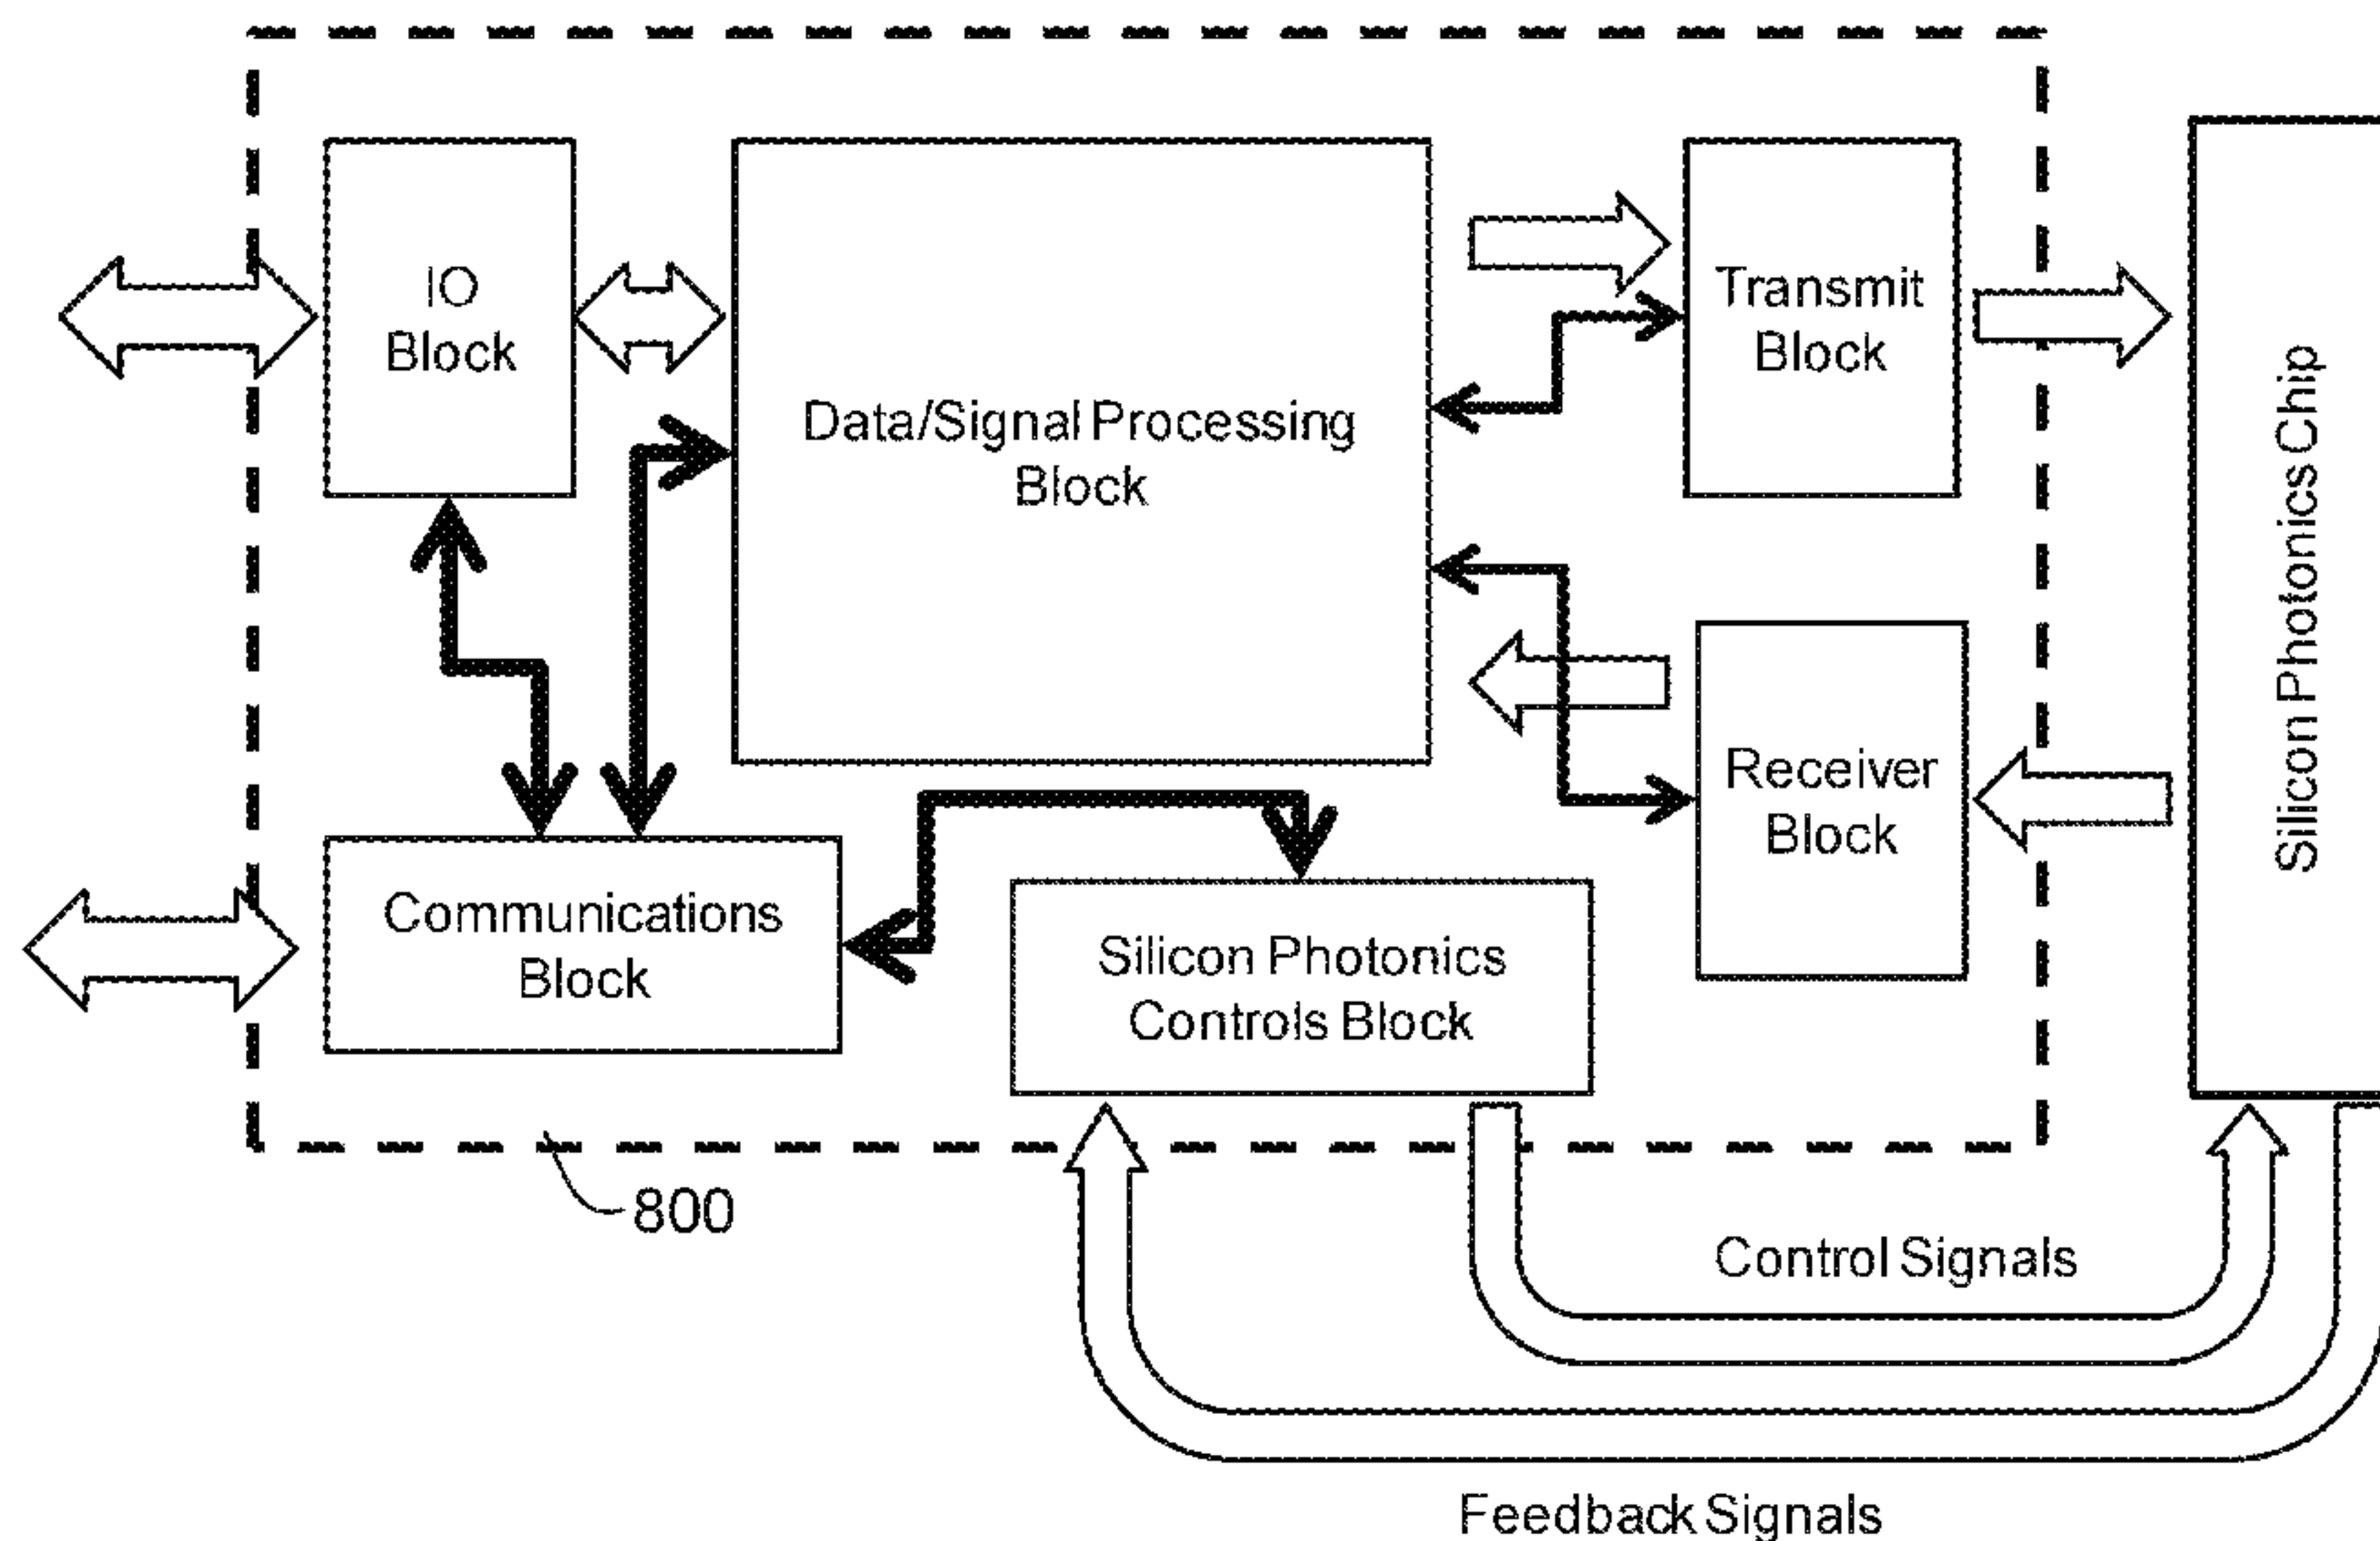 IO
Block
Data/Signal Processing
Block
Transmit
Block
Silicon Photonics Chip
Receiver
Block
Communications
Block
Silicon Photonics
Controls Block
800
Control Signals
Feedback Signals